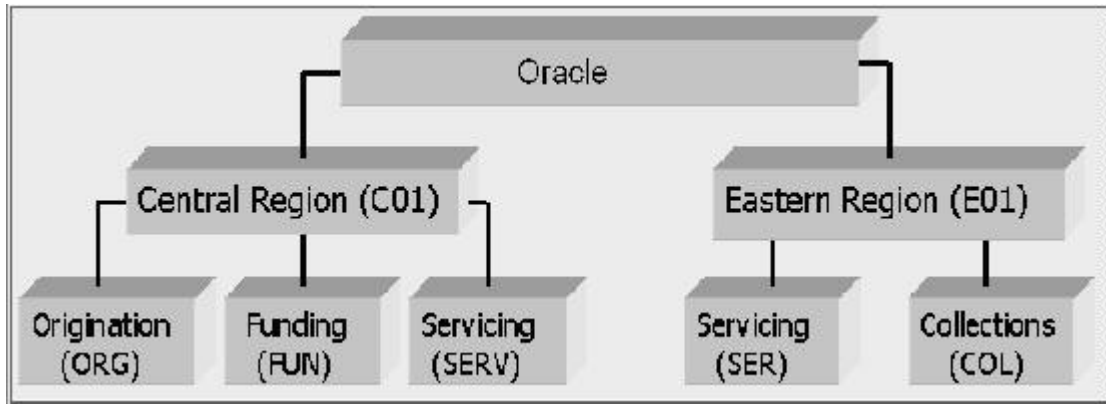 Oracle
Central Region (C01)
Eastern Region (E01)
Origination
(ORG)
Funding
(FUN)
Servicing
(SERV)
Servicing
(SER)
Collections
(COL)